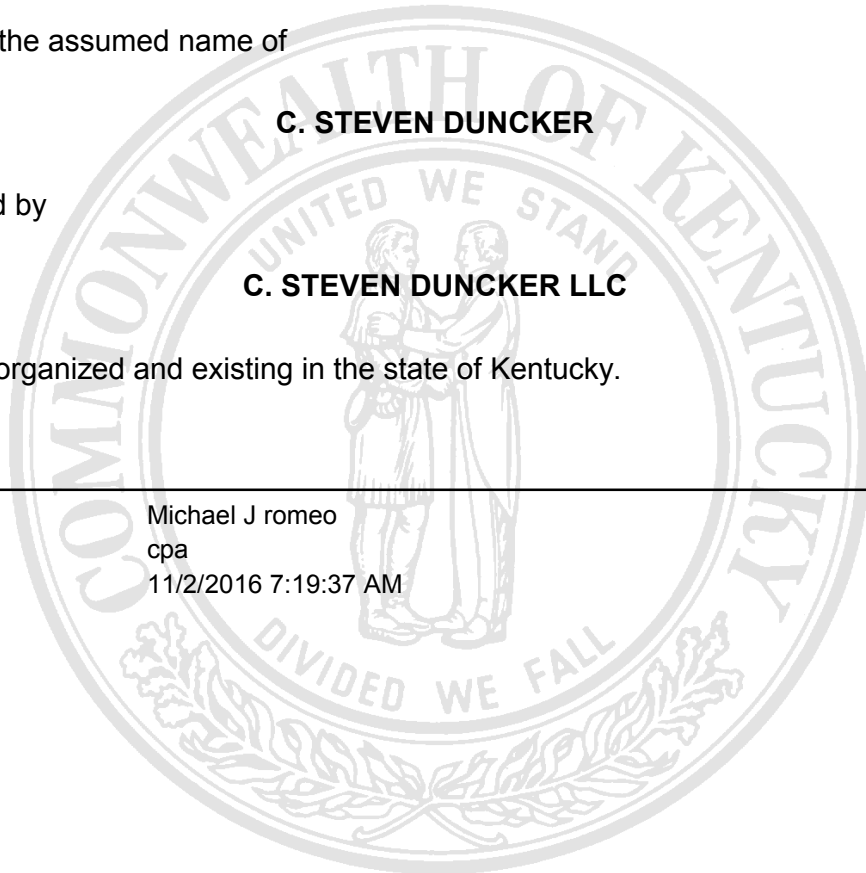 the assumed name of
C. STEVEN DUNCKER
d by
C. STEVEN DUNCKER LLC
organized and existing in the state of Kentucky.
Michael J romeo
cpa
11/2/2016 7:19:37 AM
COMMONWEALTH OF KENTUCKY
UNITED WE STAND
DIVIDED WE FALL